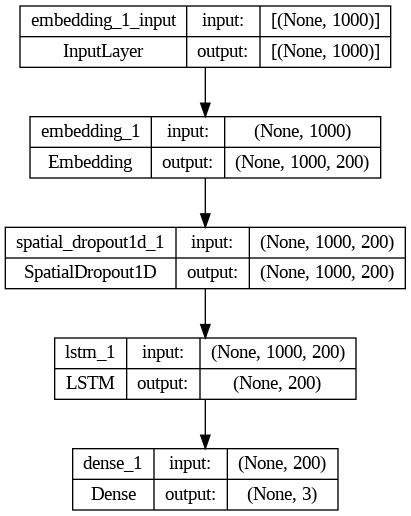 embedding_1_input input: [(None, 1000)]
InputLayer output: [(None, 1000)]
embedding_1 input: (None, 1000)
Embedding output: (None, 1000, 200)
spatial_dropout1d_1 input: (None, 1000, 200)
SpatialDropout1D output: (None, 1000, 200)
lstm_1 input: (None, 1000, 200)
LSTM output: (None, 200)
dense_1 input: (None, 200)
Dense output: (None, 3)